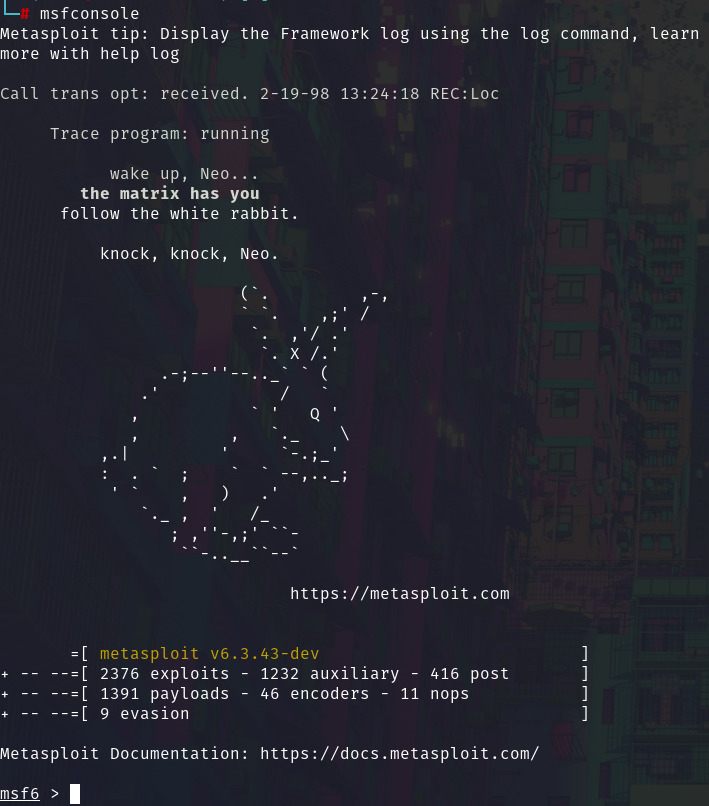 └─# msfconsole
Metasploit tip: Display the Framework log using the log command, learn
more with help log
Call trans opt: received. 2-19-98 13:24:18 REC:Loc
Trace program: running
wake up, Neo...
the matrix has you
follow the white rabbit.
knock, knock, Neo.
                        (`.         ,-,
                        ` `.    ,;' /
                         `.  ,'/ .'
                          `. X /.'
                .-;--''--.._` ` (
              .'            /   `
             ,           ` '   Q '
             ,         ,   `._    \
          ,.|         '     `-.;_'
          :  . `  ;    `  ` --,.._;
           ' `    ,   )   .'
              `._ ,  '   /_
                 ; ,''-,;' ``-
                  ``-..__``--`
https://metasploit.com
=[ metasploit v6.3.43-dev                          ]
+ -- --=[ 2376 exploits - 1232 auxiliary - 416 post       ]
+ -- --=[ 1391 payloads - 46 encoders - 11 nops           ]
+ -- --=[ 9 evasion                                       ]
Metasploit Documentation: https://docs.metasploit.com/
msf6 >